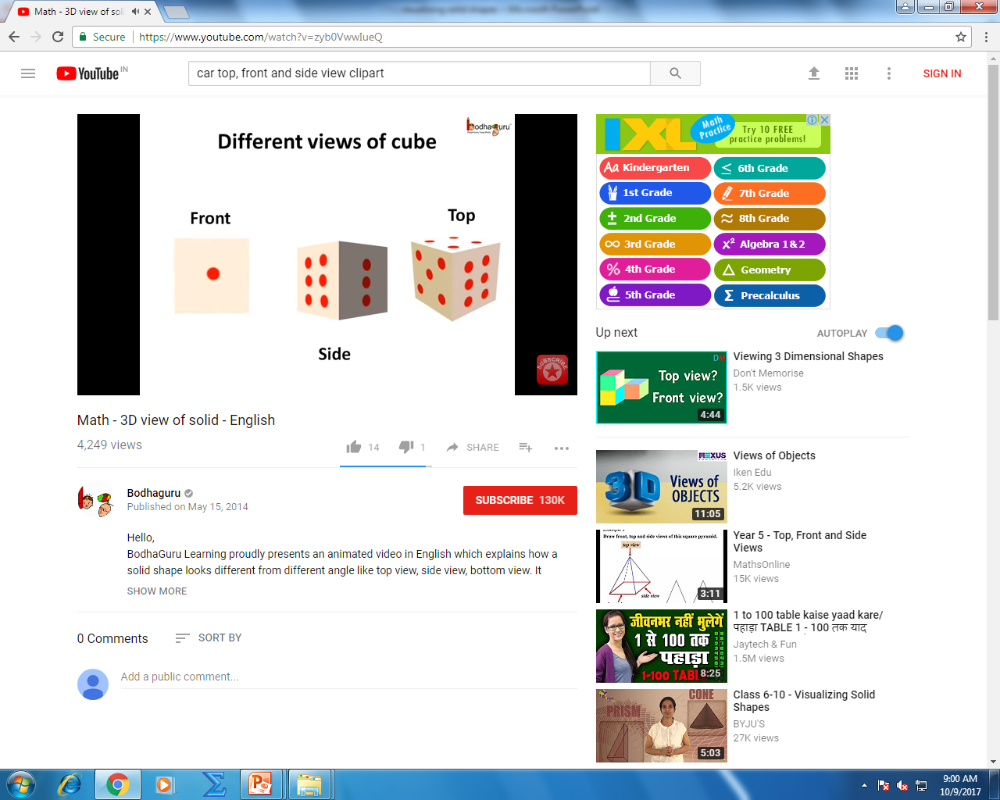 Math - 3D view of soli
Secure
https://www.youtube.com/watch?v=zyb0VwwIueQ
YouTube IN
car top, front and side view clipart
SIGN IN
BodhaGuru
Different views of cube
Front
Top
Side
SUBSCRIBE
Math - 3D view of solid - English
4,249 views
14
1
SHARE
Bodhaguru
Published on May 15, 2014
SUBSCRIBE 130K
Hello,
BodhaGuru Learning proudly presents an animated video in English which explains how a
solid shape looks different from different angle like top view, side view, bottom view. It
SHOW MORE
0 Comments
SORT BY
Add a public comment...
IXL
Math
Practice
Try 10 FREE
practice problems!
Aa Kindergarten
≤ 6th Grade
1st Grade
7th Grade
± 2nd Grade
≈ 8th Grade
∞ 3rd Grade
x² Algebra 1&2
% 4th Grade
△ Geometry
5th Grade
Σ Precalculus
Up next
AUTOPLAY
DM
Top view?
Front view?
4:44
Viewing 3 Dimensional Shapes
Don't Memorise
1.5K views
NEXUS
3D
Views of
OBJECTS
11:05
Views of Objects
Iken Edu
5.2K views
Draw front, top and side views of this square pyramid.
top view
side view
3:11
Year 5 - Top, Front and Side
Views
MathsOnline
15K views
जीवनभर नहीं भुलेगें
1 से 100 तक
पहाड़ा
1-100 TABL
8:25
1 to 100 table kaise yaad kare/
पहाड़ा TABLE 1 - 100 तक याद
Jaytech & Fun
1.5M views
PRISM
CONE
5:03
Class 6-10 - Visualizing Solid
Shapes
BYJU'S
27K views
9:00 AM
10/9/2017